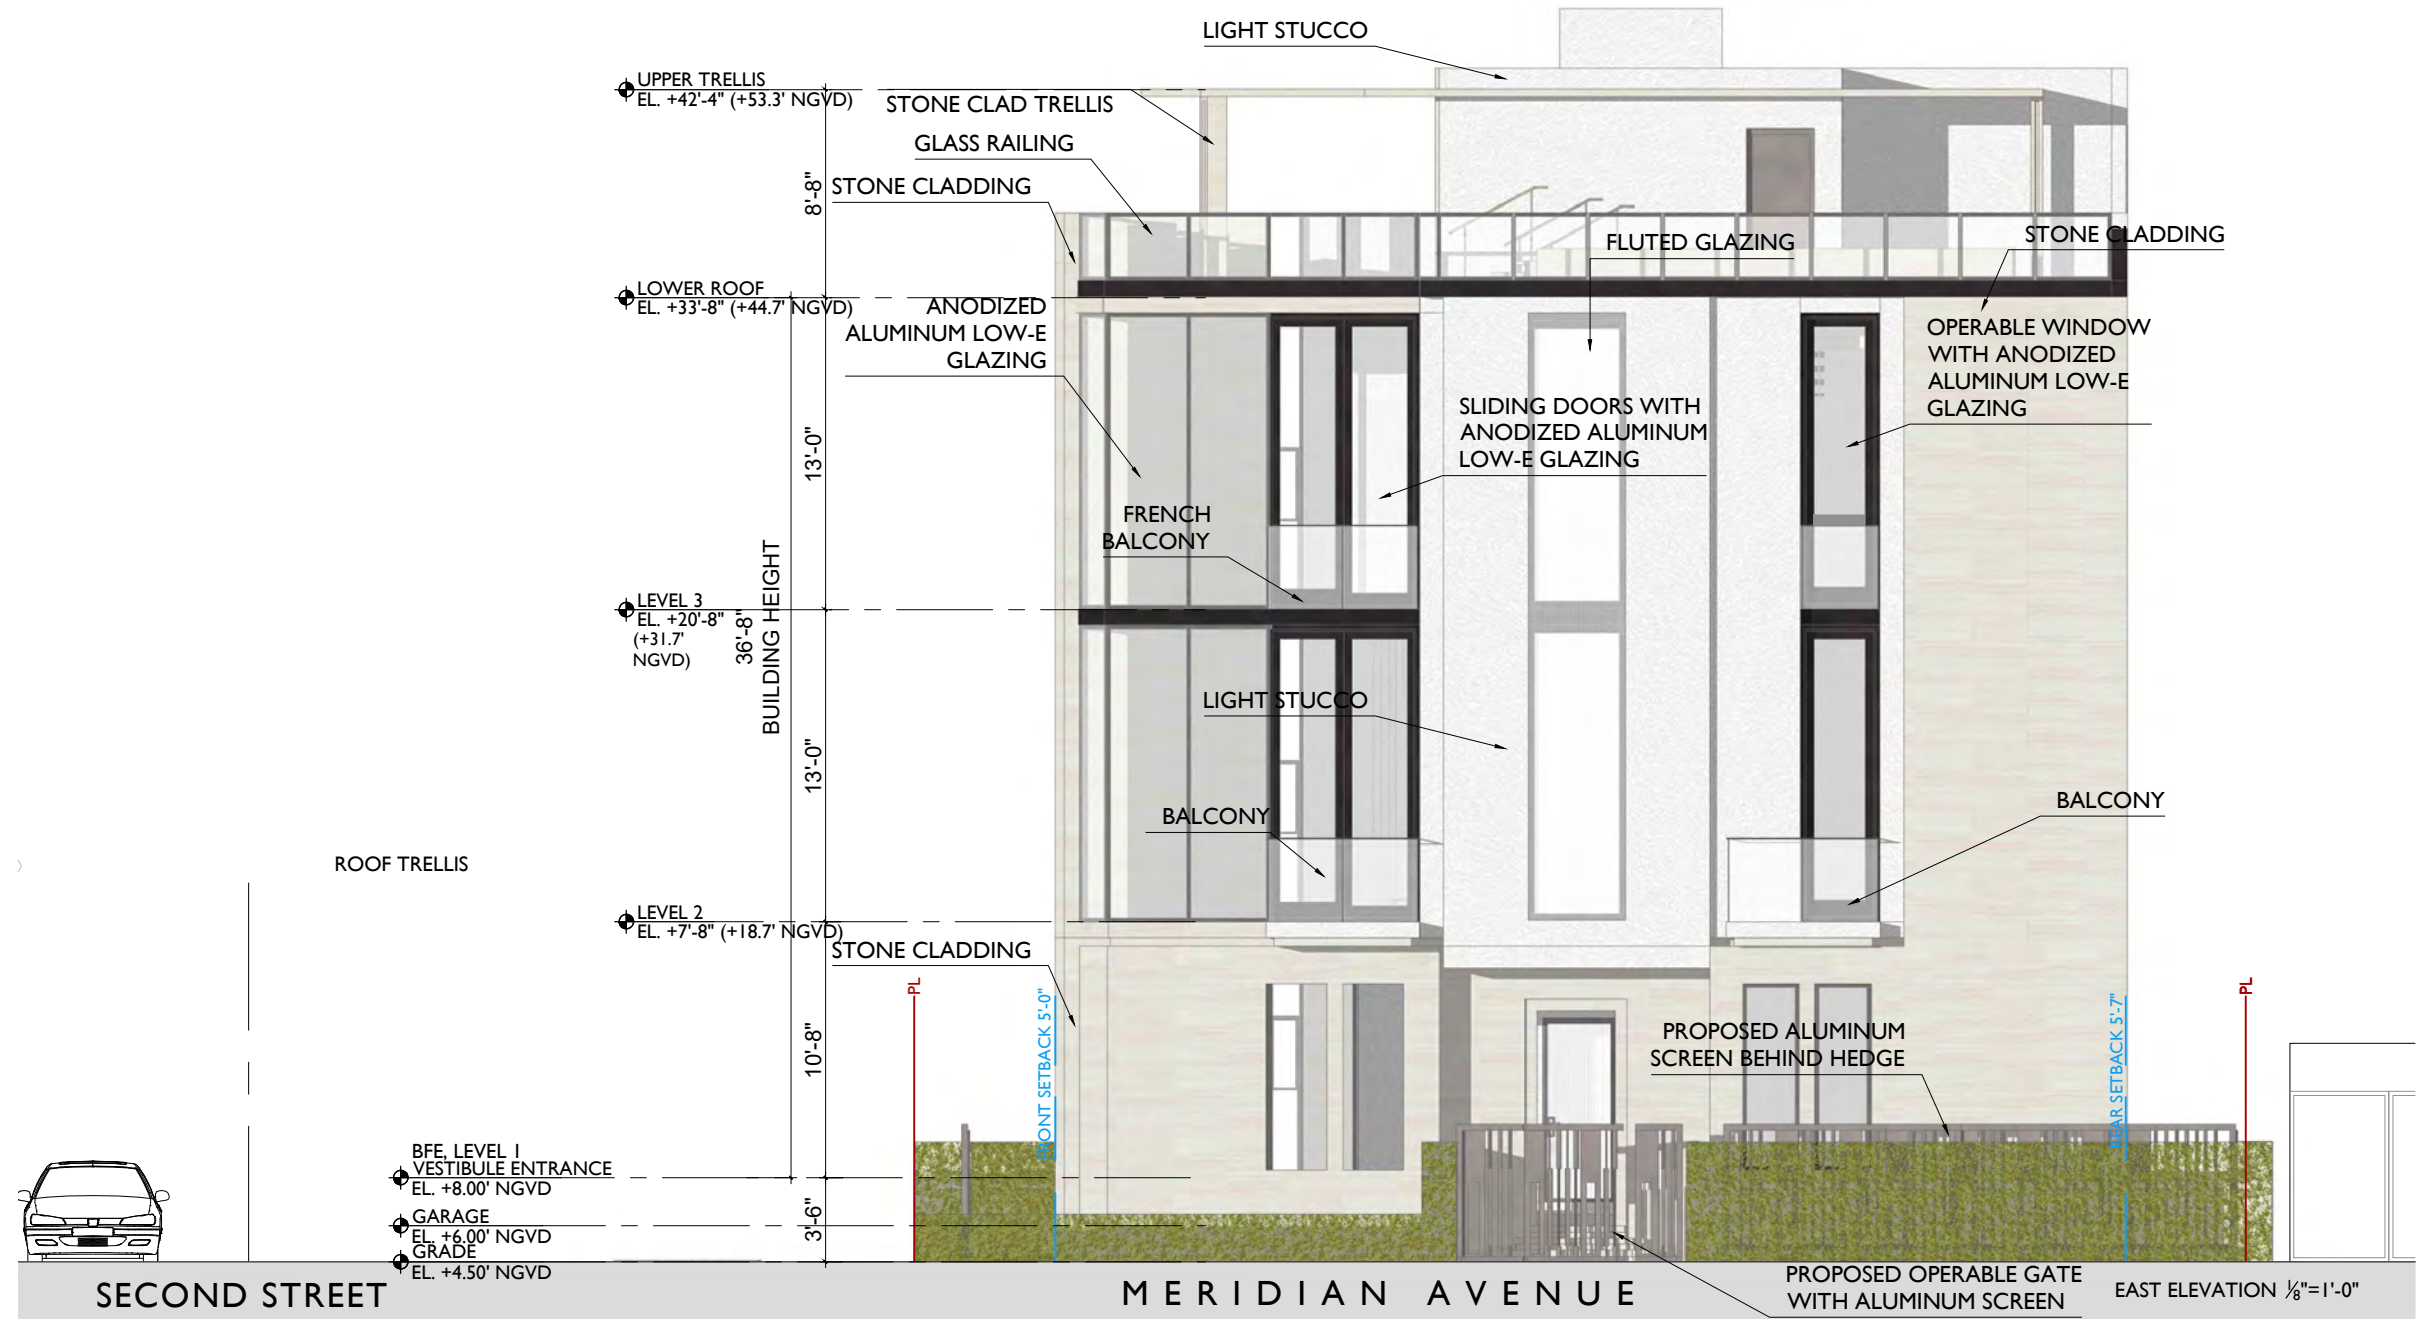 LIGHT STUCCO
UPPER TRELLIS
EL. +42'-4" (+53.3' NGVD)
STONE CLAD TRELLIS
GLASS RAILING
STONE CLADDING
8'-8"
FLUTED GLAZING
STONE CLADDING
LOWER ROOF
EL. +33'-8" (+44.7' NGVD)
ANODIZED
ALUMINUM LOW-E
GLAZING
OPERABLE WINDOW
WITH ANODIZED
ALUMINUM LOW-E
GLAZING
SLIDING DOORS WITH
ANODIZED ALUMINUM
LOW-E GLAZING
13'-0"
FRENCH
BALCONY
LEVEL 3
EL. +20'-8"
(+31.7'
NGVD)
36'-8"
BUILDING HEIGHT
LIGHT STUCCO
13'-0"
BALCONY
BALCONY
ROOF TRELLIS
LEVEL 2
EL. +7'-8" (+18.7' NGVD)
STONE CLADDING
PL
PL
FRONT SETBACK 5'-0"
REAR SETBACK 5'-7"
10'-8"
PROPOSED ALUMINUM
SCREEN BEHIND HEDGE
BFE, LEVEL 1
VESTIBULE ENTRANCE
EL. +8.00' NGVD
GARAGE
EL. +6.00' NGVD
3'-6"
GRADE
EL. +4.50' NGVD
SECOND STREET
MERIDIAN AVENUE
PROPOSED OPERABLE GATE
WITH ALUMINUM SCREEN
EAST ELEVATION ⅛"=1'-0"